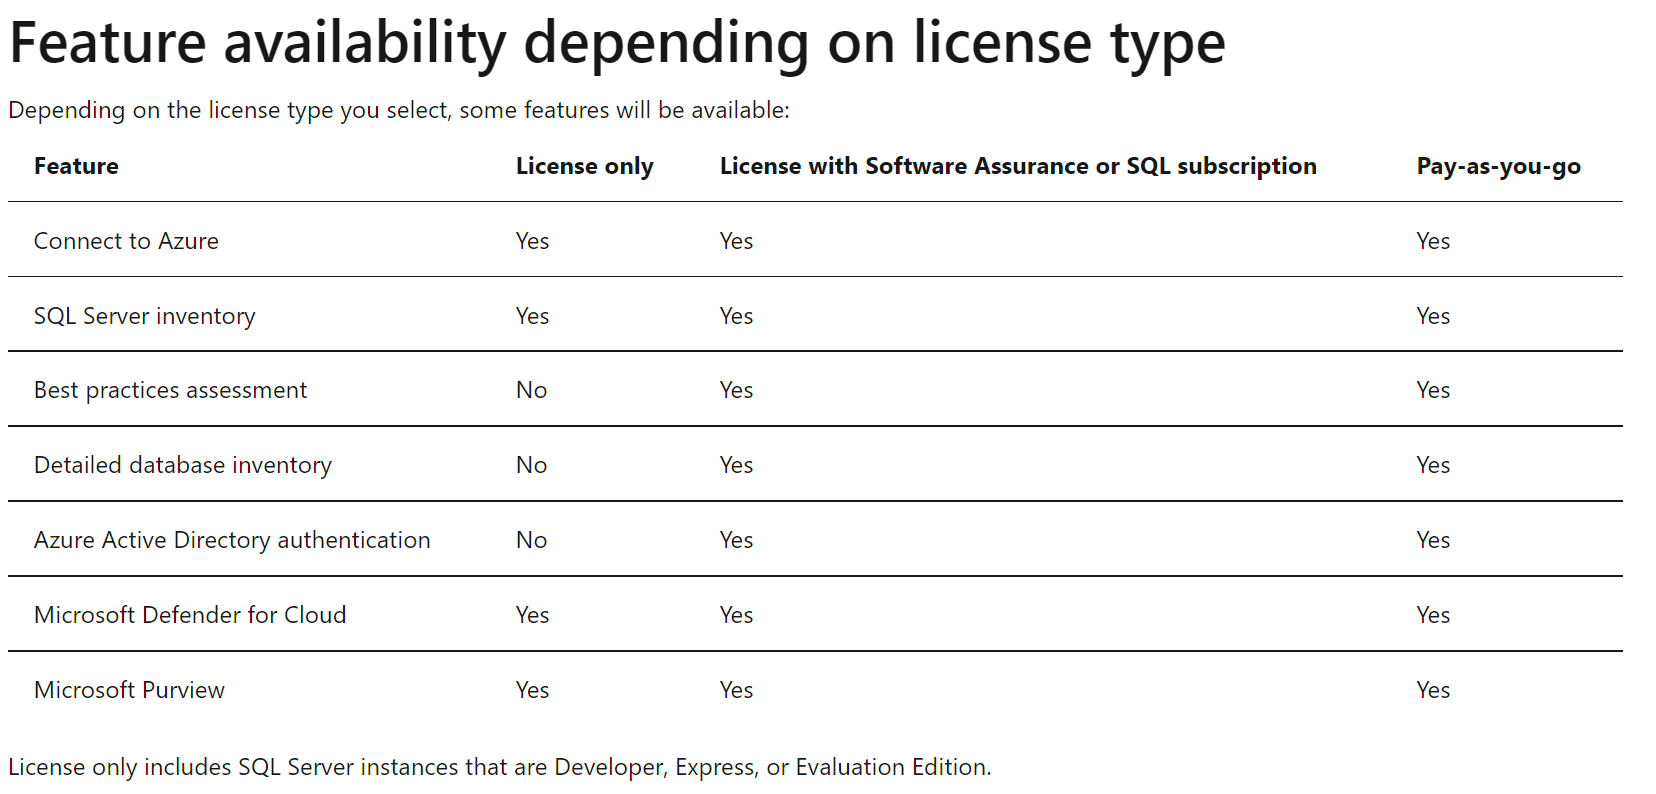 Feature availability depending on license type
Depending on the license type you select, some features will be available:
Feature License only License with Software Assurance or SQL subscription Pay-as-you-go
Connect to Azure Yes Yes Yes
SQL Server inventory Yes Yes Yes
Best practices assessment No Yes Yes
Detailed database inventory No Yes Yes
Azure Active Directory authentication No Yes Yes
Microsoft Defender for Cloud Yes Yes Yes
Microsoft Purview Yes Yes Yes
License only includes SQL Server instances that are Developer, Express, or Evaluation Edition.